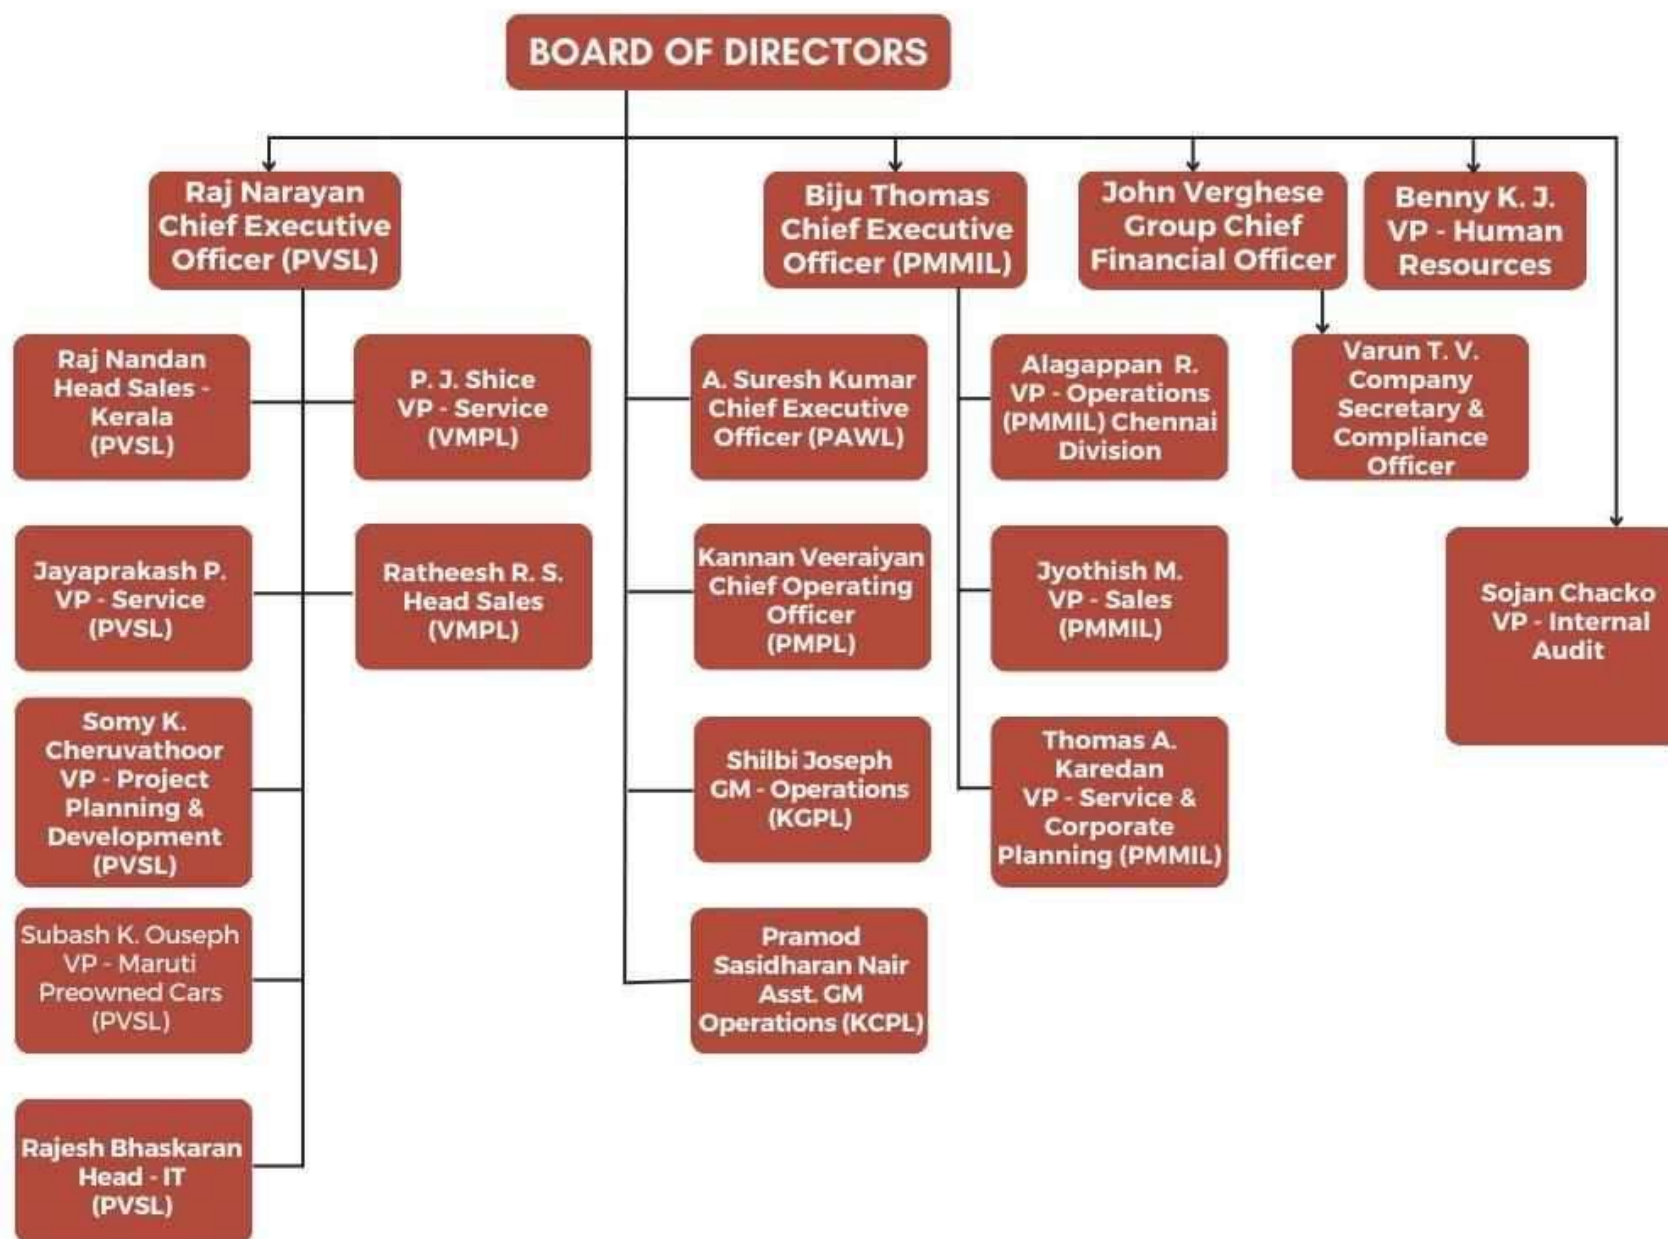 BOARD OF DIRECTORS
Raj Narayan
Chief Executive
Officer (PVSL)
Biju Thomas
Chief Executive
Officer (PMMIL)
John Verghese
Group Chief
Financial Officer
Benny K. J.
VP - Human
Resources
Raj Nandan
Head Sales -
Kerala
(PVSL)
P. J. Shice
VP - Service
(VMPL)
A. Suresh Kumar
Chief Executive
Officer (PAWL)
Alagappan R.
VP - Operations
(PMMIL) Chennai
Division
Varun T. V.
Company
Secretary &
Compliance
Officer
Jayaprakash P.
VP - Service
(PVSL)
Ratheesh R. S.
Head Sales
(VMPL)
Kannan Veeraiyan
Chief Operating
Officer
(PMPL)
Jyothish M.
VP - Sales
(PMMIL)
Sojan Chacko
VP - Internal
Audit
Somy K.
Cheruvathoor
VP - Project
Planning &
Development
(PVSL)
Shilbi Joseph
GM - Operations
(KGPL)
Thomas A.
Karedan
VP - Service &
Corporate
Planning (PMMIL)
Subash K. Ouseph
VP - Maruti
Preowned Cars
(PVSL)
Pramod
Sasidharan Nair
Asst. GM
Operations (KCPL)
Rajesh Bhaskaran
Head - IT
(PVSL)